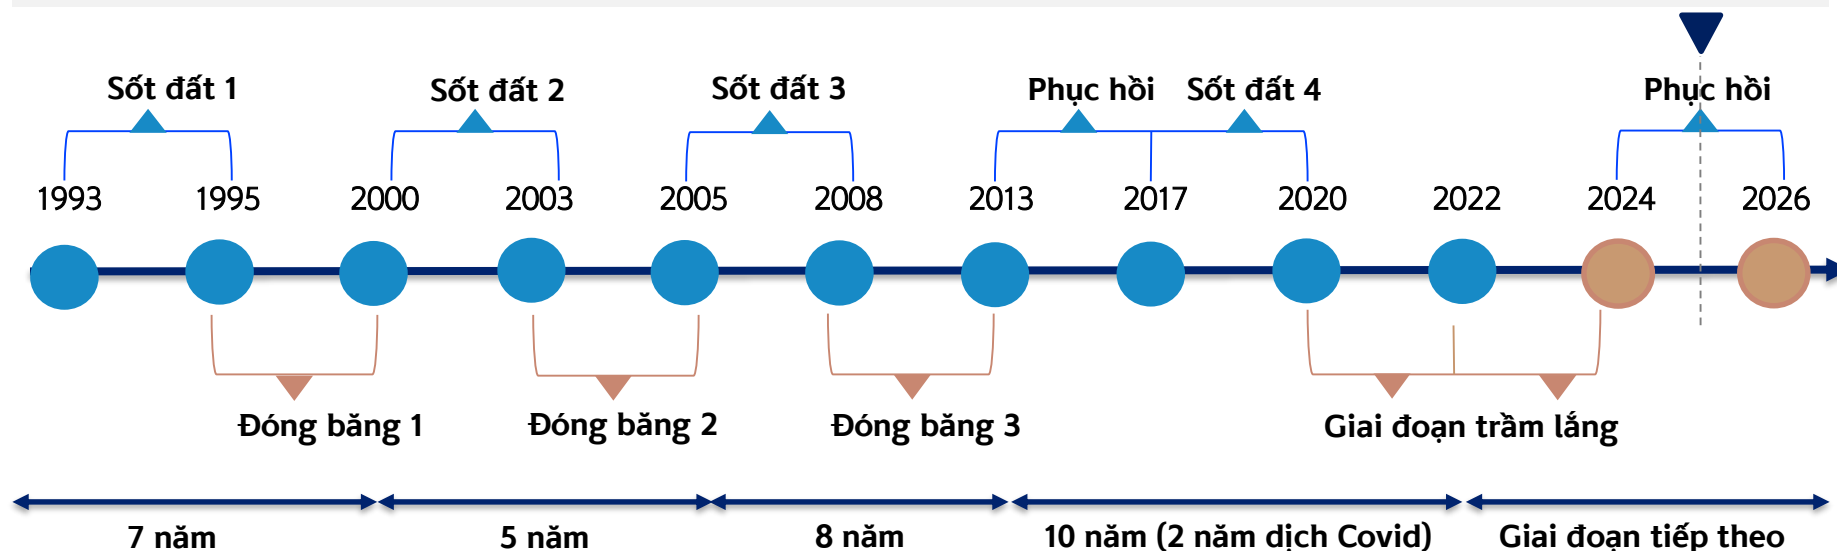 Sốt đất 1
Sốt đất 2
Sốt đất 3
Phục hồi
Sốt đất 4
Phục hồi
1993
1995
2000
2003
2005
2008
2013
2017
2020
2022
2024
2026
Đóng băng 1
Đóng băng 2
Đóng băng 3
Giai đoạn trầm lắng
7 năm
5 năm
8 năm
10 năm (2 năm dịch Covid)
Giai đoạn tiếp theo